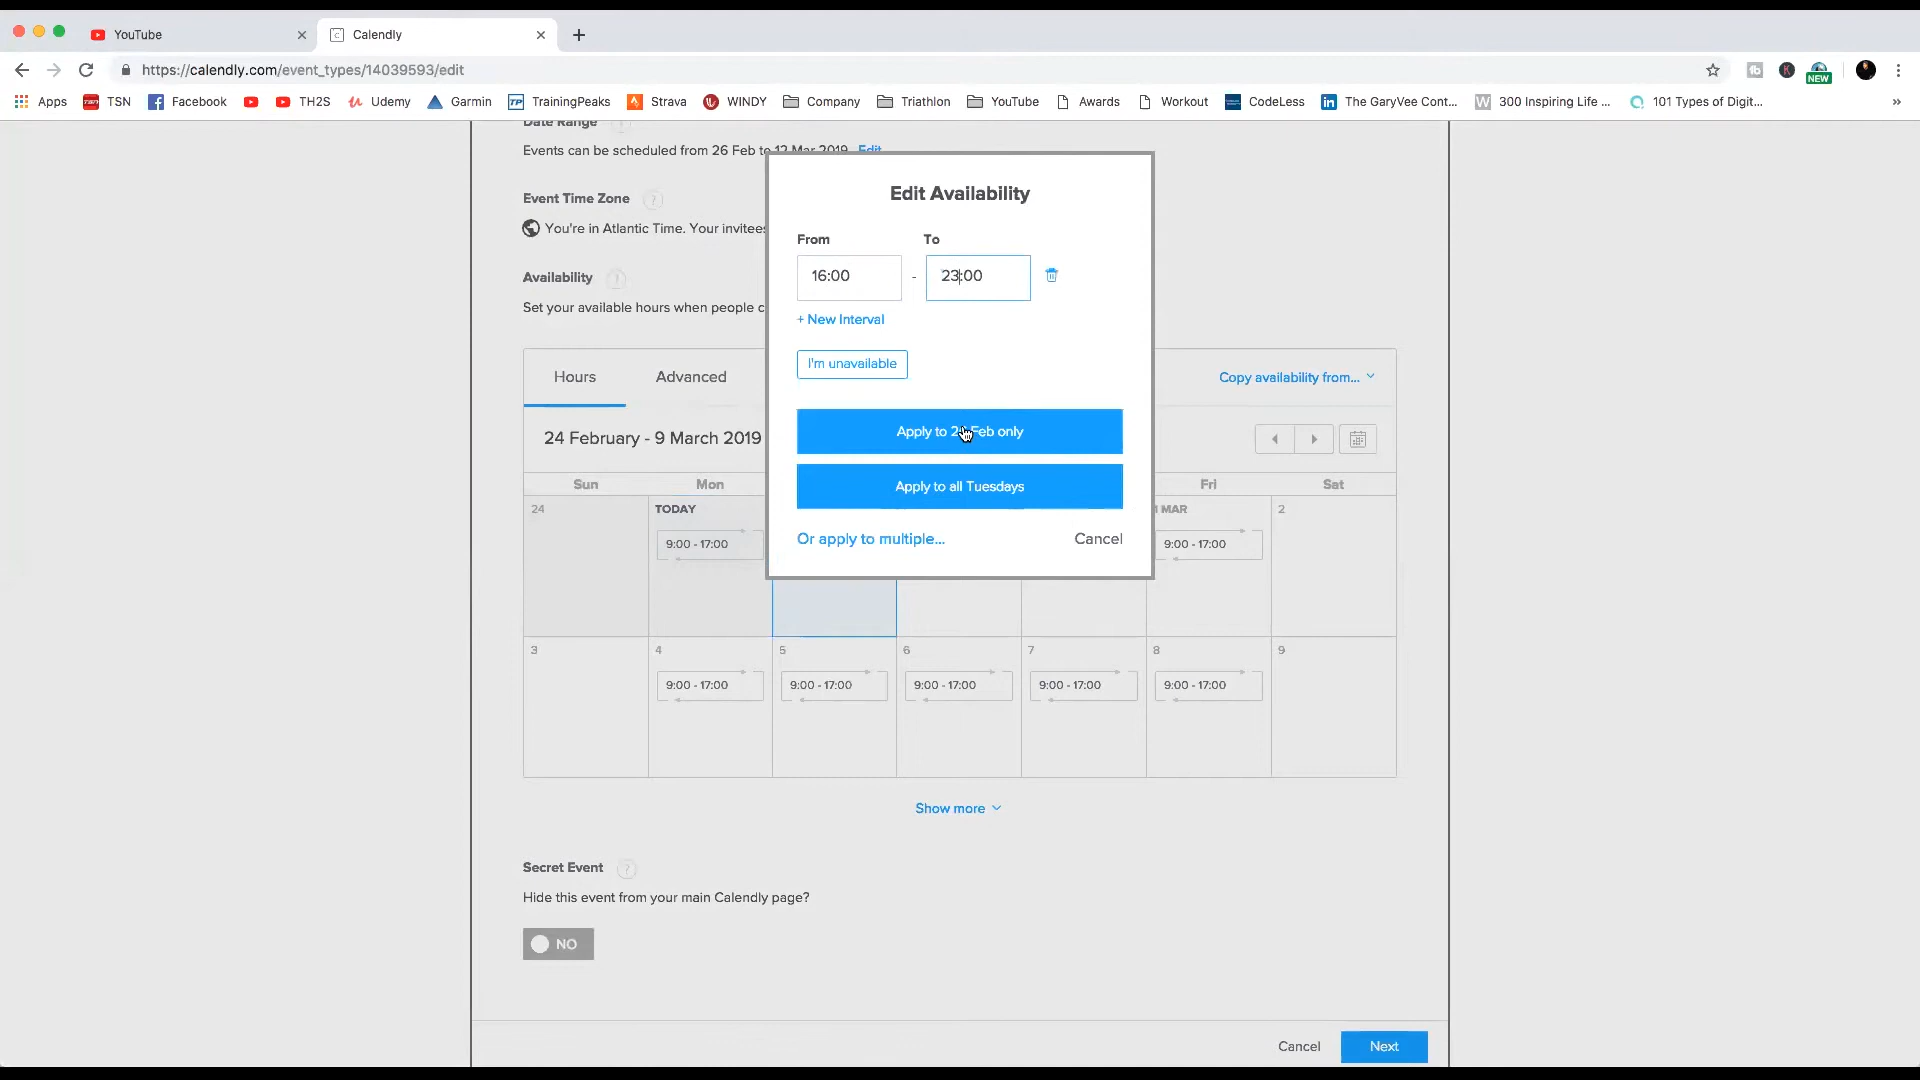 YouTube
Calendly
https://calendly.com/event_types/14039593/edit
NEW
Apps TSN Facebook TH2S Udemy Garmin TrainingPeaks Strava WINDY Company Triathlon YouTube Awards Workout CodeLess The GaryVee Cont... 300 Inspiring Life ... 101 Types of Digit...
Date Range
Events can be scheduled from 26 Feb to 12 Mar 2019 Edit
Event Time Zone ?
You're in Atlantic Time. Your invitees
Availability
Set your available hours when people c
Edit Availability
From To
16:00 - 23:00
+ New Interval
I'm unavailable
Apply to Feb only
Apply to all Tuesdays
Or apply to multiple... Cancel
Hours Advanced Copy availability from...
24 February - 9 March 2019
Sun Mon Fri Sat
24 TODAY MAR 2
9:00 - 17:00 9:00 - 17:00
3 4 5 6 7 8 9
9:00 - 17:00 9:00 - 17:00 9:00 - 17:00 9:00 - 17:00 9:00 - 17:00
Show more
Secret Event ?
Hide this event from your main Calendly page?
NO
Cancel Next